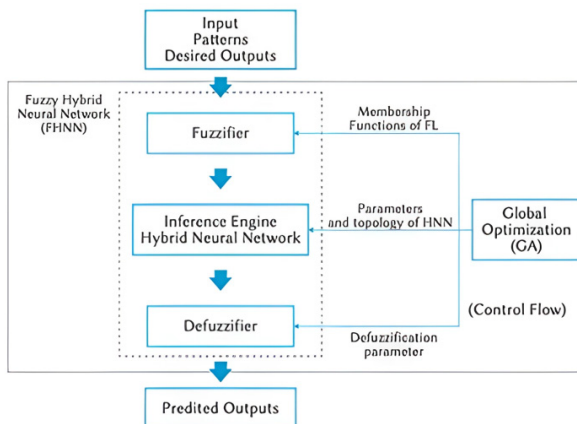 Input
Patterns
Desired Outputs
Fuzzy Hybrid
Neural Network
(FHNN)
Fuzzifier
Membership
Functions of FL
Inference Engine
Hybrid Neural Network
Parameters
and topology of HNN
Global
Optimization
(GA)
(Control Flow)
Defuzzifier
Defuzzification
parameter
Predited Outputs